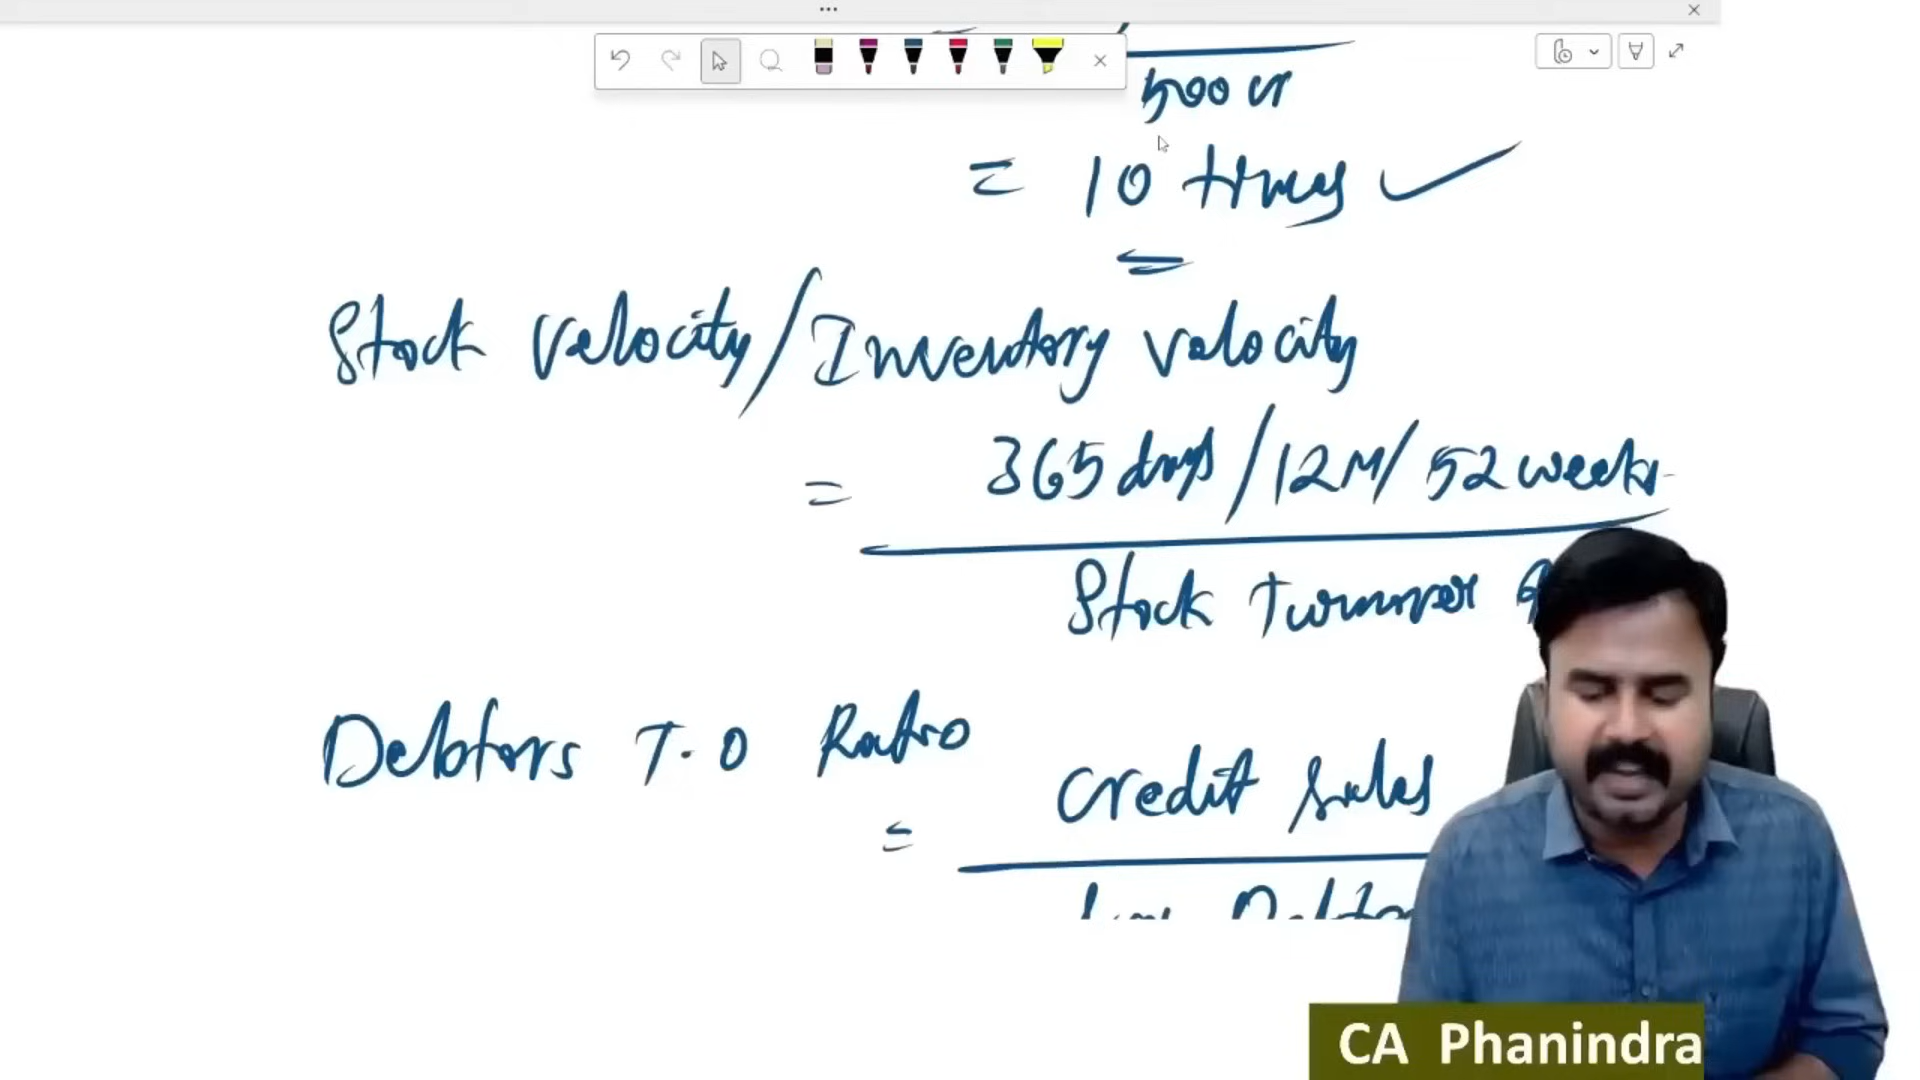 500 cr
= 10 times
Stock Velocity/Inventory velocity
= 365 days/12M/52 weeks
Stock Turnover
Debtors T.O Ratio
= credit sales
CA Phanindra